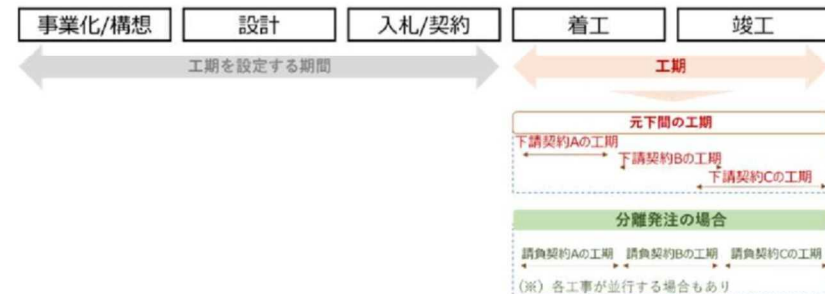 事業化/構想 設計 入札/契約 着工 竣工
工期を設定する期間 工期
元下間の工期
下請契約Aの工期
下請契約Bの工期
下請契約Cの工期
分離発注の場合
請負契約Aの工期 請負契約Bの工期 請負契約Cの工期
(※) 各工事が並行する場合もあり